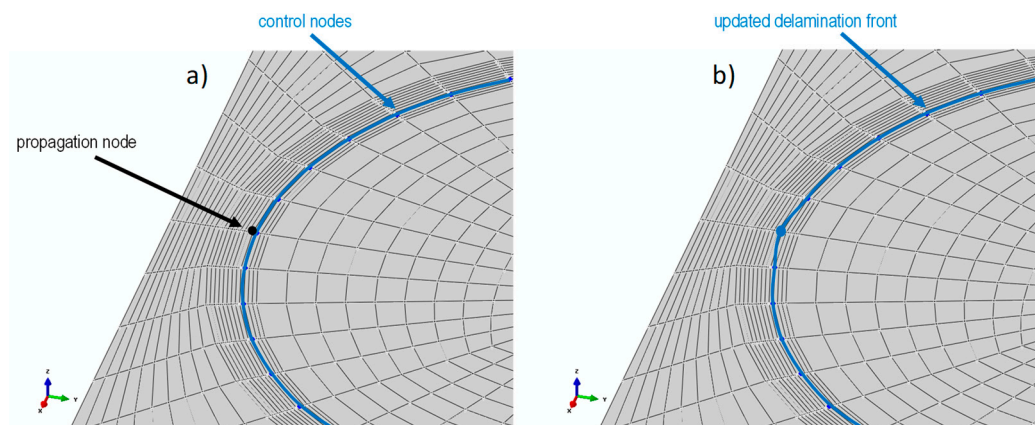 control nodes
updated delamination front
a)
b)
propagation node
Z
Y
X
Z
Y
X